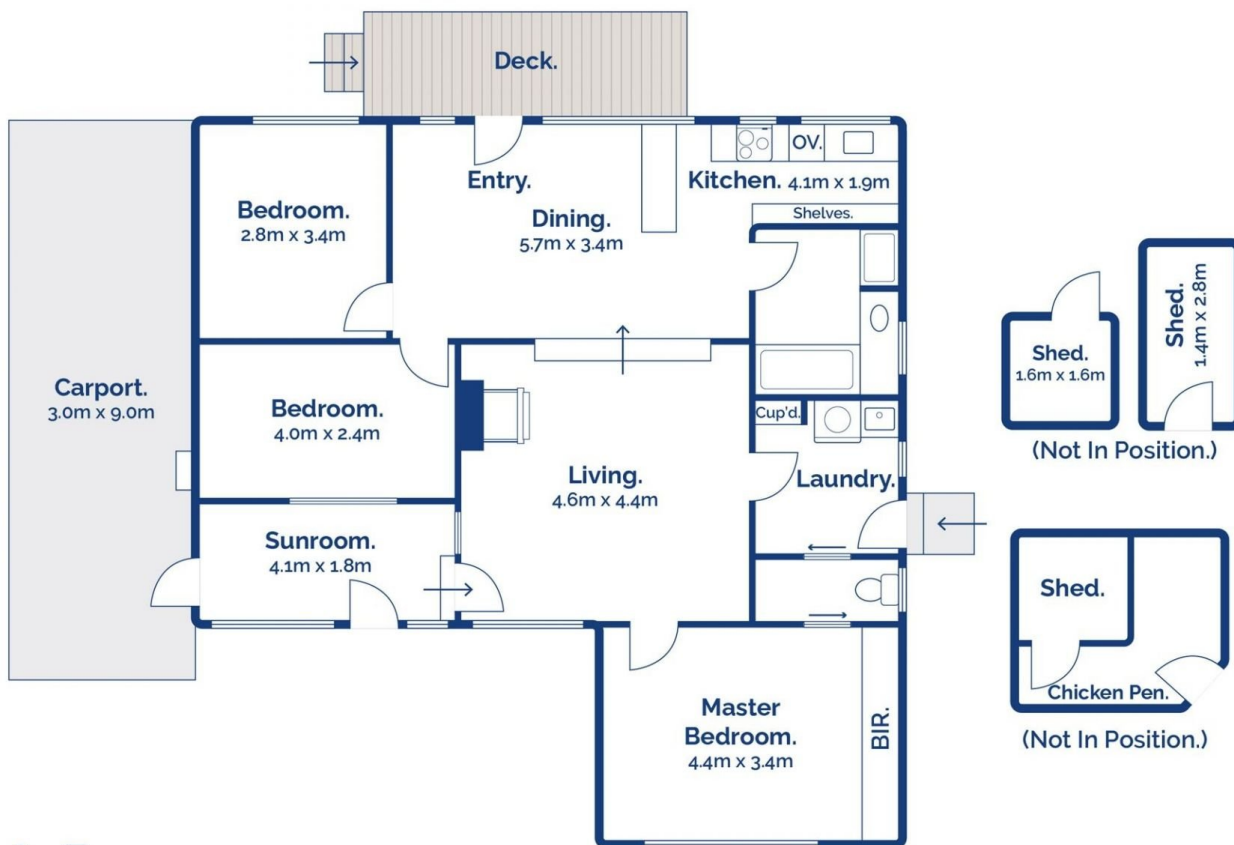 Deck.
OV.
Entry.
Kitchen. 4.1m x 1.9m
Bedroom.
2.8m x 3.4m
Dining.
5.7m x 3.4m
Shelves.
Carport.
3.0m x 9.0m
Bedroom.
4.0m x 2.4m
Cup'd.
Living.
4.6m x 4.4m
Laundry.
Sunroom.
4.1m x 1.8m
Master
Bedroom.
4.4m x 3.4m
BIR.
Shed.
1.6m x 1.6m
Shed.
1.4m x 2.8m
(Not In Position.)
Shed.
Chicken Pen.
(Not In Position.)